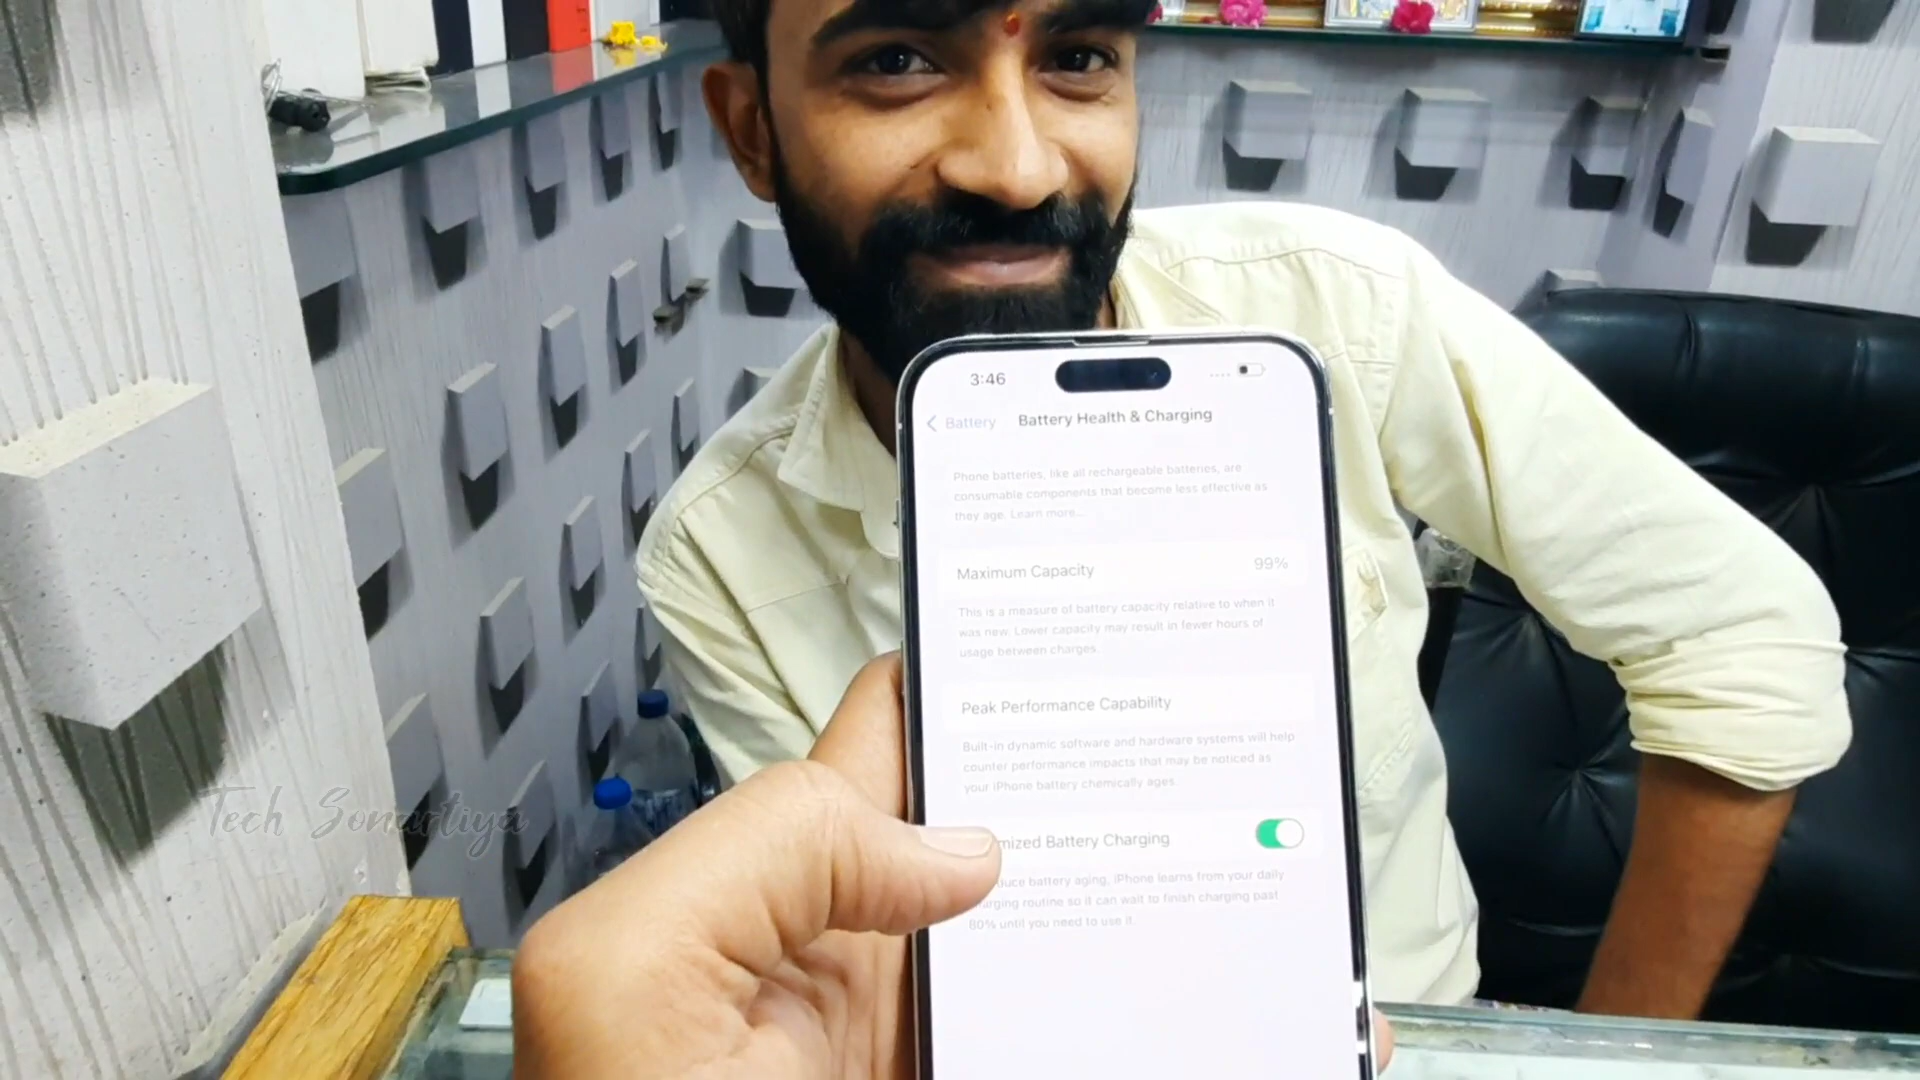 3:46
Battery
Battery Health & Charging
Phone batteries, like all rechargeable batteries, are
consumable components that become less effective as
they age. Learn more...
Maximum Capacity 99%
This is a measure of battery capacity relative to when it
was new. Lower capacity may result in fewer hours of
usage between charges.
Peak Performance Capability
Built-in dynamic software and hardware systems will help
counter performance impacts that may be noticed as
your iPhone battery chemically ages.
mized Battery Charging
uce battery aging, iPhone learns from your daily
arging routine so it can wait to finish charging past
80% until you need to use it.
Tech Sonartiya